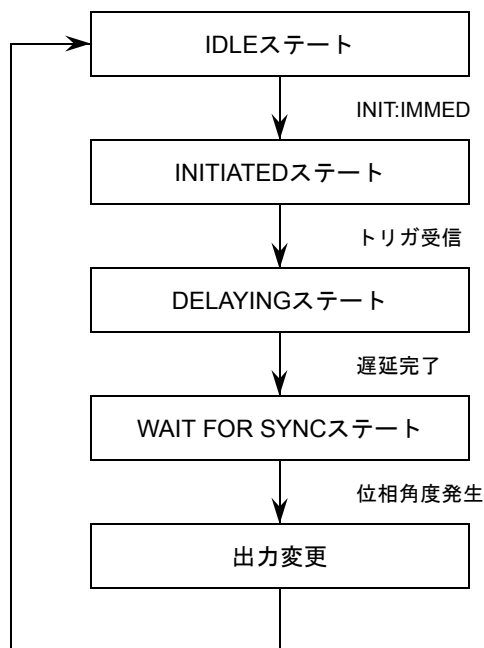 IDLEステート
INIT:IMMED
INITIATEDステート
トリガ受信
DELAYINGステート
遅延完了
WAIT FOR SYNCステート
位相角度発生
出力変更